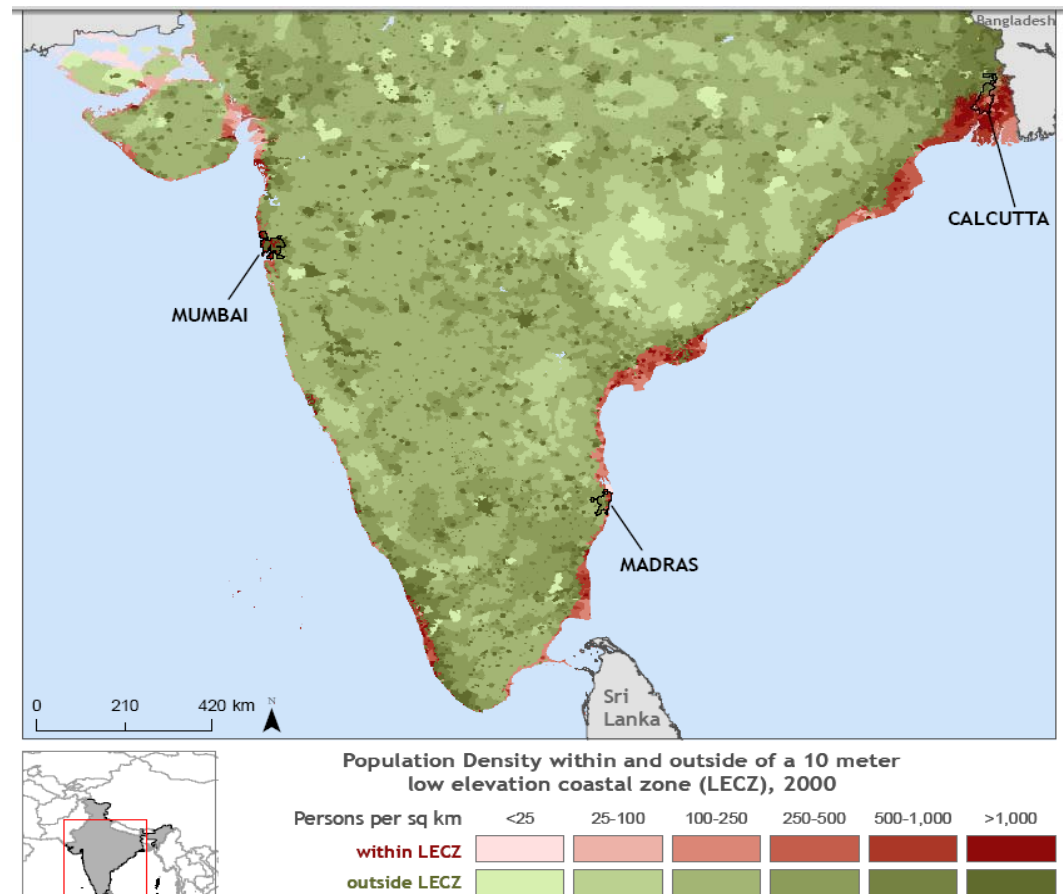 Bangladesh
CALCUTTA
MUMBAI
MADRAS
Sri
Lanka
0 210 420 km
N
Population Density within and outside of a 10 meter
low elevation coastal zone (LECZ), 2000
Persons per sq km <25 25-100 100-250 250-500 500-1,000 >1,000
within LECZ
outside LECZ